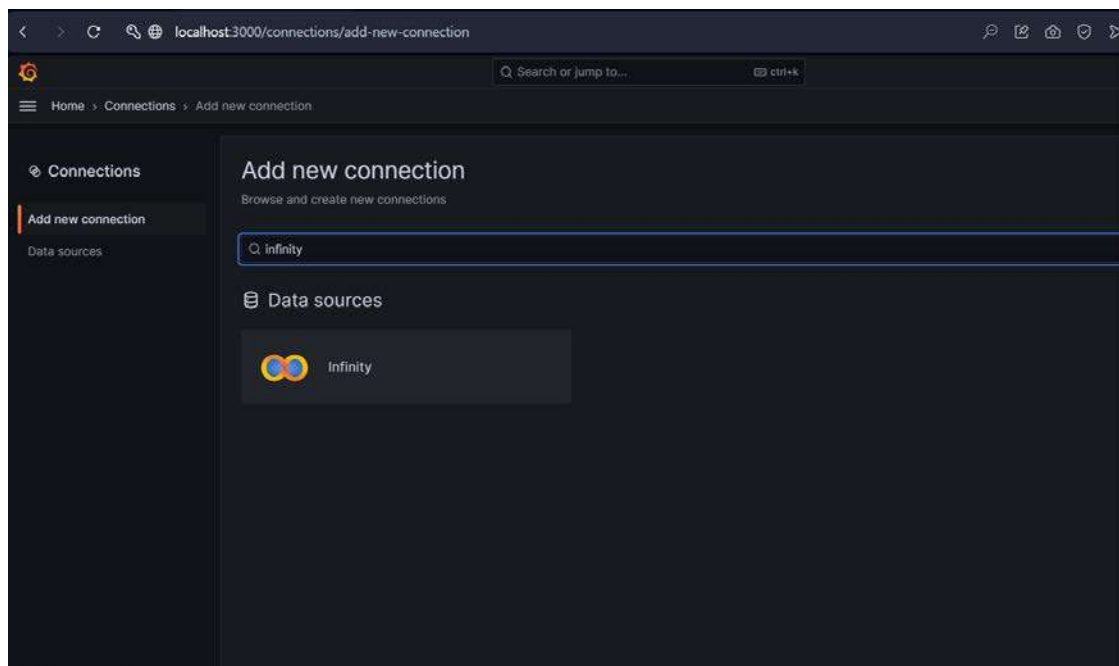 localhost:3000/connections/add-new-connection
Search or jump to... ctrl+k
Home › Connections › Add new connection
Connections
Add new connection
Data sources
Add new connection
Browse and create new connections
infinity
Data sources
Infinity